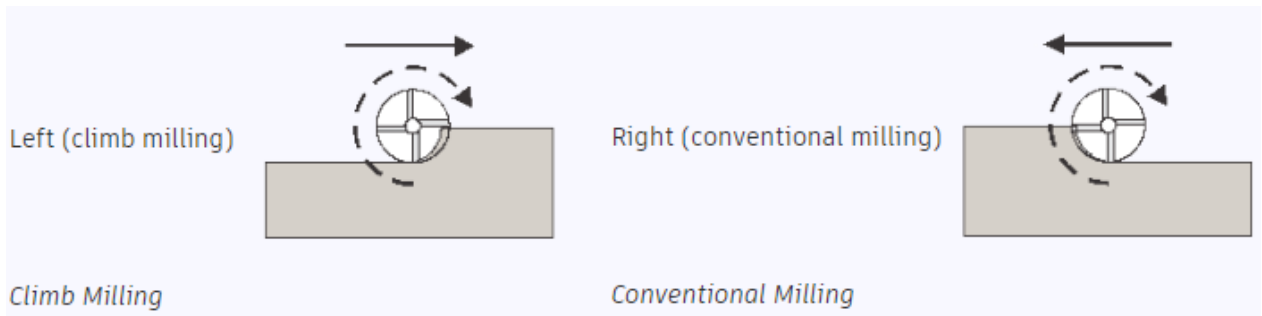 Left (climb milling)
Right (conventional milling)
Climb Milling
Conventional Milling